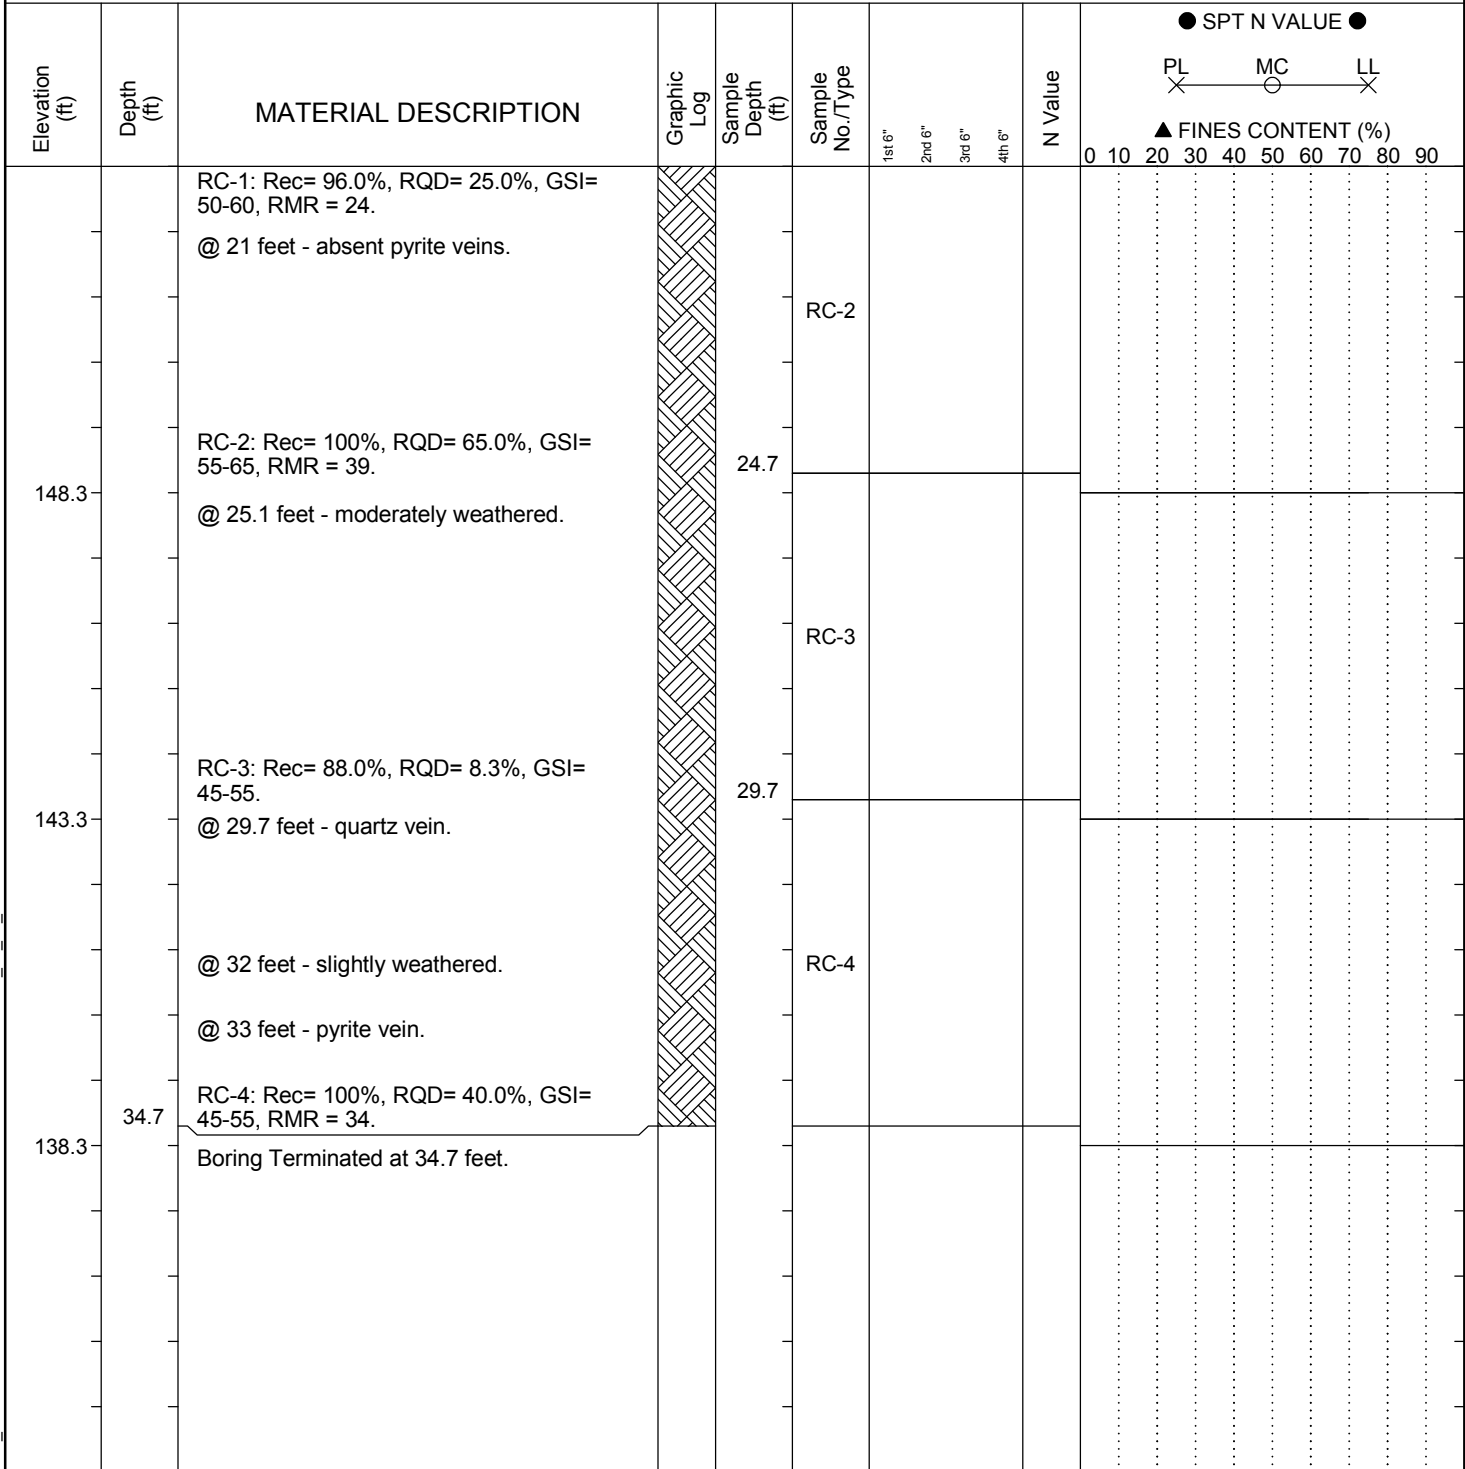 ● SPT N VALUE ●
PL MC LL
▲ FINES CONTENT (%)
0 10 20 30 40 50 60 70 80 90
Elevation
(ft)
Depth
(ft)
MATERIAL DESCRIPTION
Graphic
Log
Sample
Depth
(ft)
Sample
No./Type
1st 6"
2nd 6"
3rd 6"
4th 6"
N Value
RC-1: Rec= 96.0%, RQD= 25.0%, GSI=
50-60, RMR = 24.
@ 21 feet - absent pyrite veins.
RC-2
RC-2: Rec= 100%, RQD= 65.0%, GSI=
55-65, RMR = 39.
24.7
148.3
@ 25.1 feet - moderately weathered.
RC-3
RC-3: Rec= 88.0%, RQD= 8.3%, GSI=
45-55.
29.7
143.3
@ 29.7 feet - quartz vein.
@ 32 feet - slightly weathered.
RC-4
@ 33 feet - pyrite vein.
RC-4: Rec= 100%, RQD= 40.0%, GSI=
45-55, RMR = 34.
34.7
138.3
Boring Terminated at 34.7 feet.